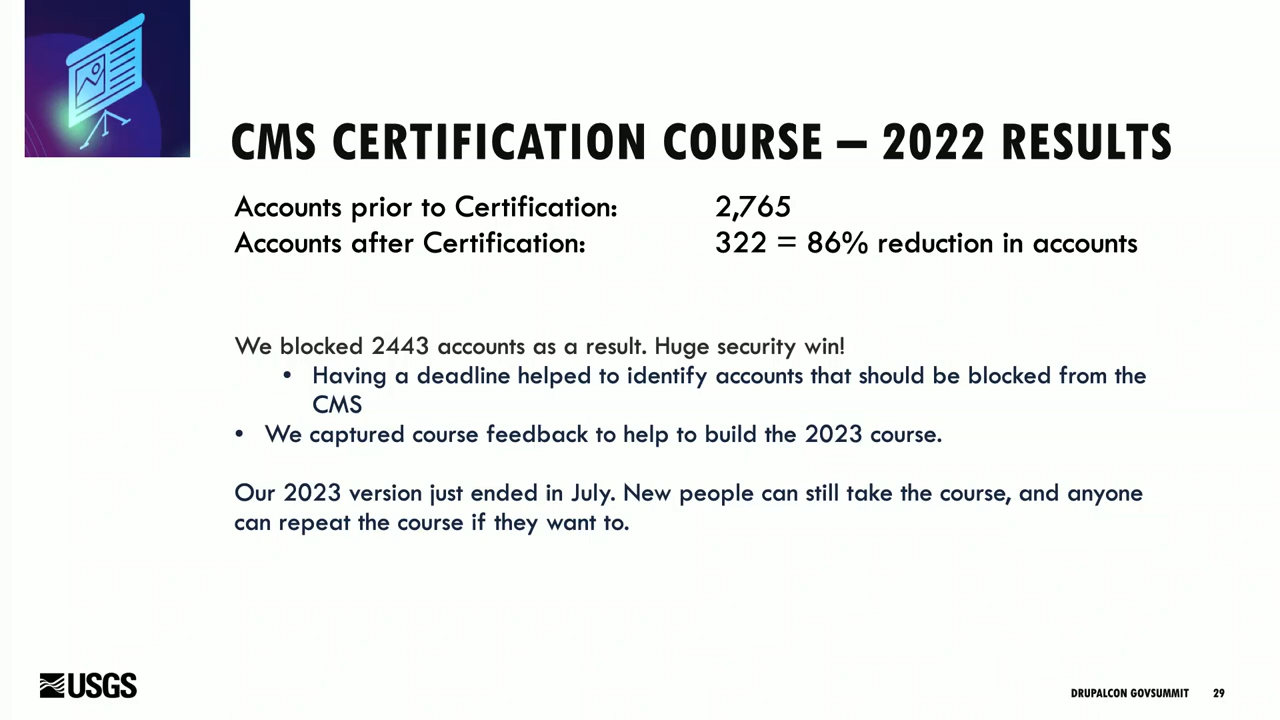 CMS CERTIFICATION COURSE – 2022 RESULTS
Accounts prior to Certification: 2,765
Accounts after Certification: 322 = 86% reduction in accounts
We blocked 2443 accounts as a result. Huge security win!
• Having a deadline helped to identify accounts that should be blocked from the
CMS
• We captured course feedback to help to build the 2023 course.
Our 2023 version just ended in July. New people can still take the course, and anyone
can repeat the course if they want to.
USGS
DRUPALCON GOVSUMMIT 29